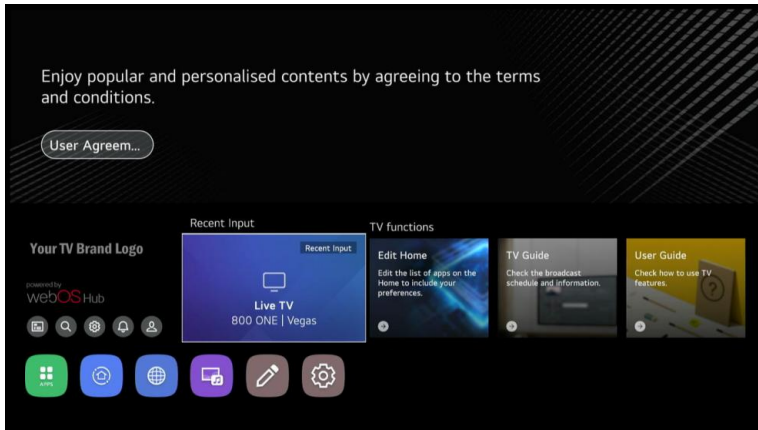 Enjoy popular and personalised contents by agreeing to the terms
and conditions.
User Agreem...
Recent Input
TV functions
Your TV Brand Logo
powered by
webOS Hub
Recent Input
Live TV
800 ONE | Vegas
Edit Home
Edit the list of apps on the
Home to include your
preferences.
TV Guide
Check the broadcast
schedule and information.
User Guide
Check how to use TV
features.
APPS